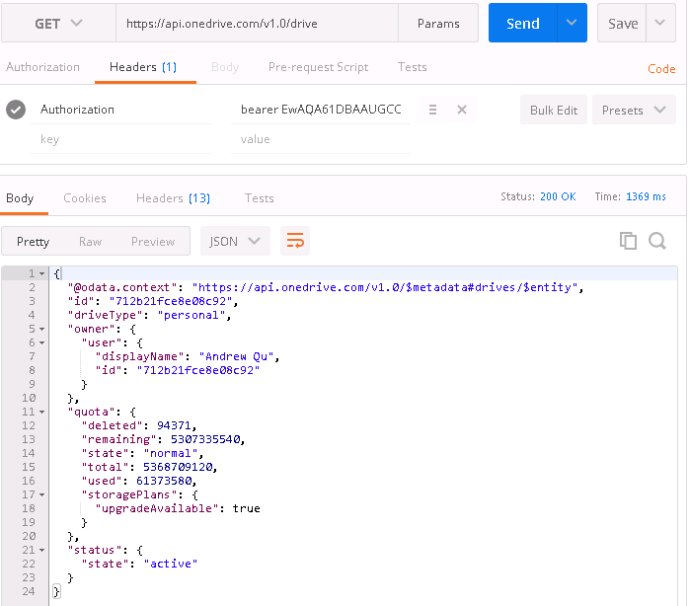 GET https://api.onedrive.com/v1.0/drive Params Send Save
Authorization Headers (1) Body Pre-request Script Tests Code
Authorization bearer EwAQA61DBAAUGCC Bulk Edit Presets
key value
Body Cookies Headers (13) Tests Status: 200 OK Time: 1369 ms
Pretty Raw Preview JSON
1 {
2 "@odata.context": "https://api.onedrive.com/v1.0/$metadata#drives/$entity",
3 "id": "712b21fce8e08c92",
4 "driveType": "personal",
5 "owner": {
6 "user": {
7 "displayName": "Andrew Qu",
8 "id": "712b21fce8e08c92"
9 }
10 },
11 "quota": {
12 "deleted": 94371,
13 "remaining": 5307335540,
14 "state": "normal",
15 "total": 5368709120,
16 "used": 61373580,
17 "storagePlans": {
18 "upgradeAvailable": true
19 }
20 },
21 "status": {
22 "state": "active"
23 }
24 }